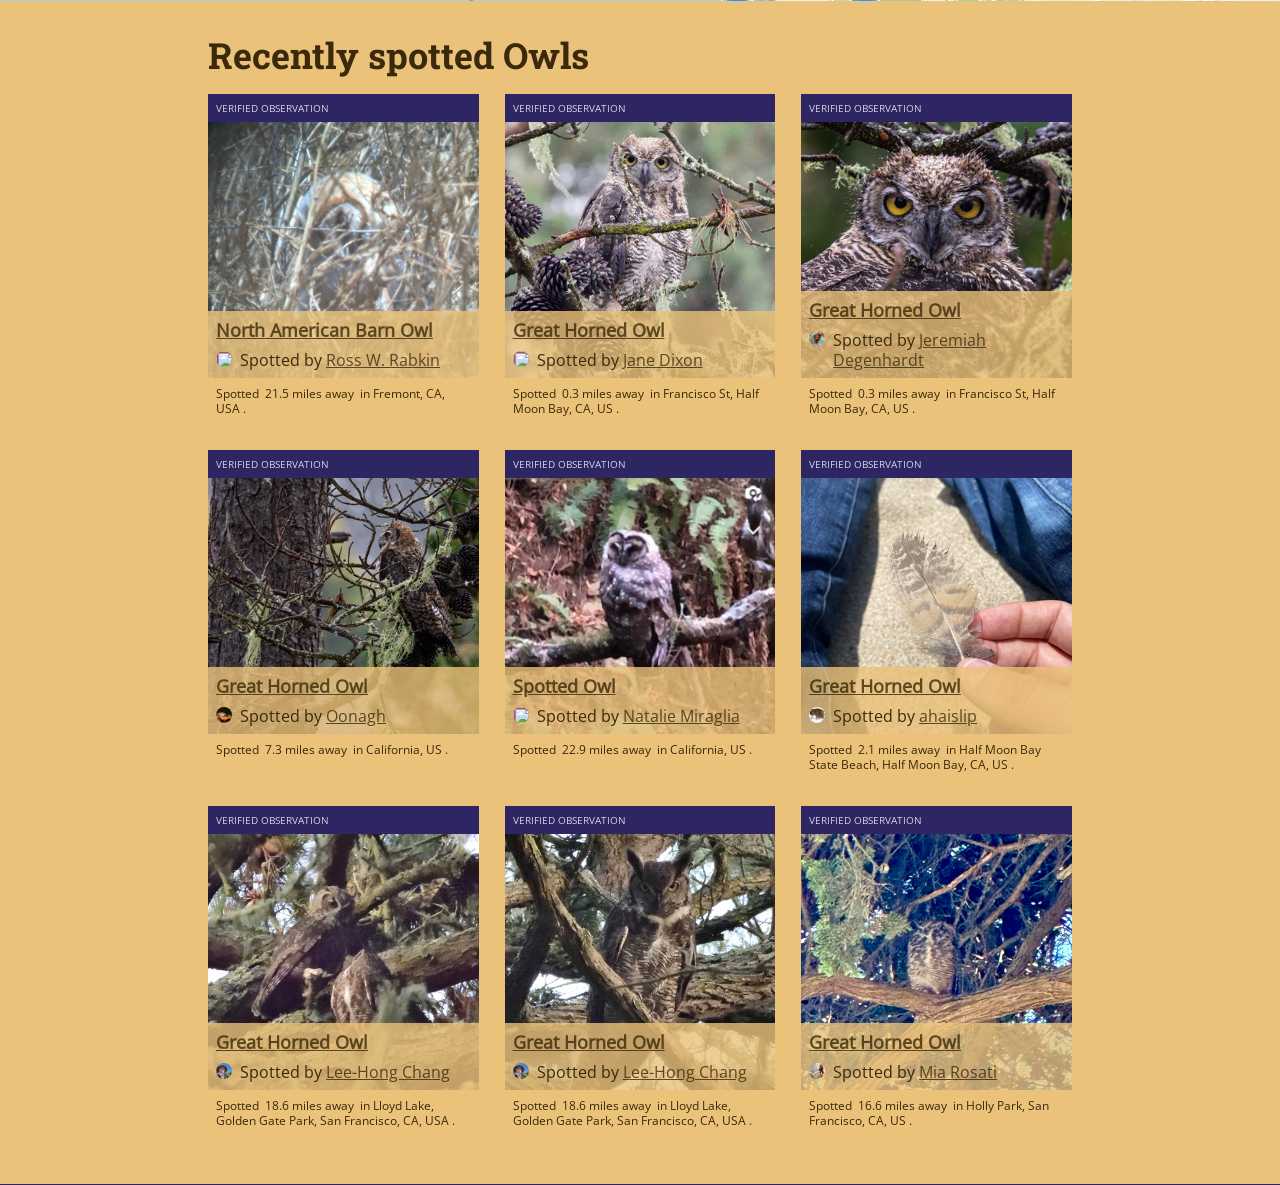 Recently spotted Owls
VERIFIED OBSERVATION
North American Barn Owl
Spotted by Ross W. Rabkin
Spotted 21.5 miles away in Fremont, CA,
USA .
VERIFIED OBSERVATION
Great Horned Owl
Spotted by Jane Dixon
Spotted 0.3 miles away in Francisco St, Half
Moon Bay, CA, US .
VERIFIED OBSERVATION
Great Horned Owl
Spotted by Jeremiah
Degenhardt
Spotted 0.3 miles away in Francisco St, Half
Moon Bay, CA, US .
VERIFIED OBSERVATION
Great Horned Owl
Spotted by Oonagh
Spotted 7.3 miles away in California, US .
VERIFIED OBSERVATION
Spotted Owl
Spotted by Natalie Miraglia
Spotted 22.9 miles away in California, US .
VERIFIED OBSERVATION
Great Horned Owl
Spotted by ahaislip
Spotted 2.1 miles away in Half Moon Bay
State Beach, Half Moon Bay, CA, US .
VERIFIED OBSERVATION
Great Horned Owl
Spotted by Lee-Hong Chang
Spotted 18.6 miles away in Lloyd Lake,
Golden Gate Park, San Francisco, CA, USA .
VERIFIED OBSERVATION
Great Horned Owl
Spotted by Lee-Hong Chang
Spotted 18.6 miles away in Lloyd Lake,
Golden Gate Park, San Francisco, CA, USA .
VERIFIED OBSERVATION
Great Horned Owl
Spotted by Mia Rosati
Spotted 16.6 miles away in Holly Park, San
Francisco, CA, US .